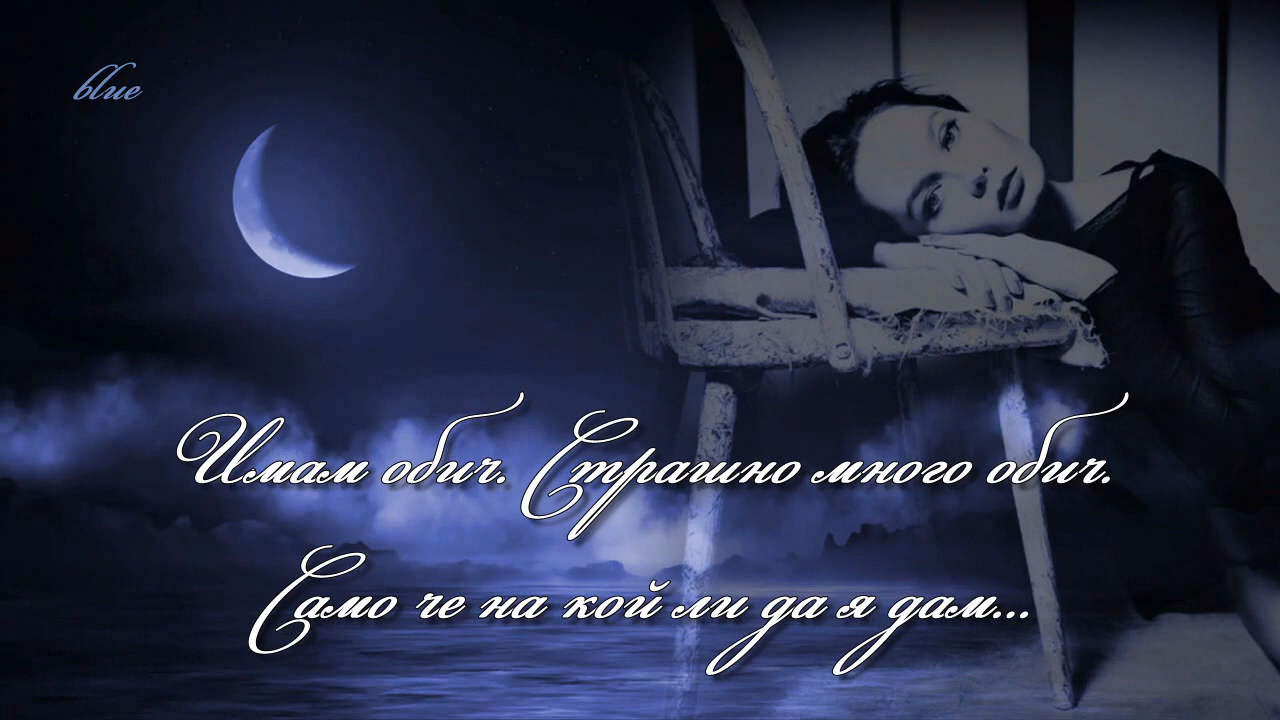 blue
Имам обич. Страшно много обич.
Само че на кой ли да я дам...